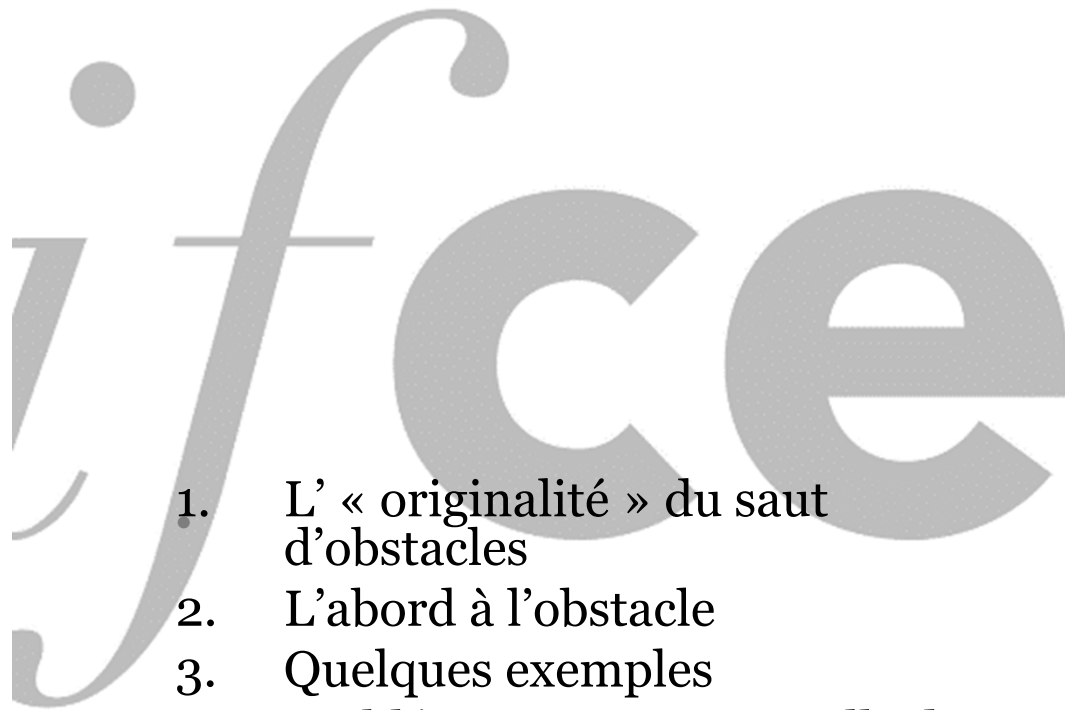 ifce
1. L’ « originalité » du saut
d’obstacles
2. L’abord à l’obstacle
3. Quelques exemples